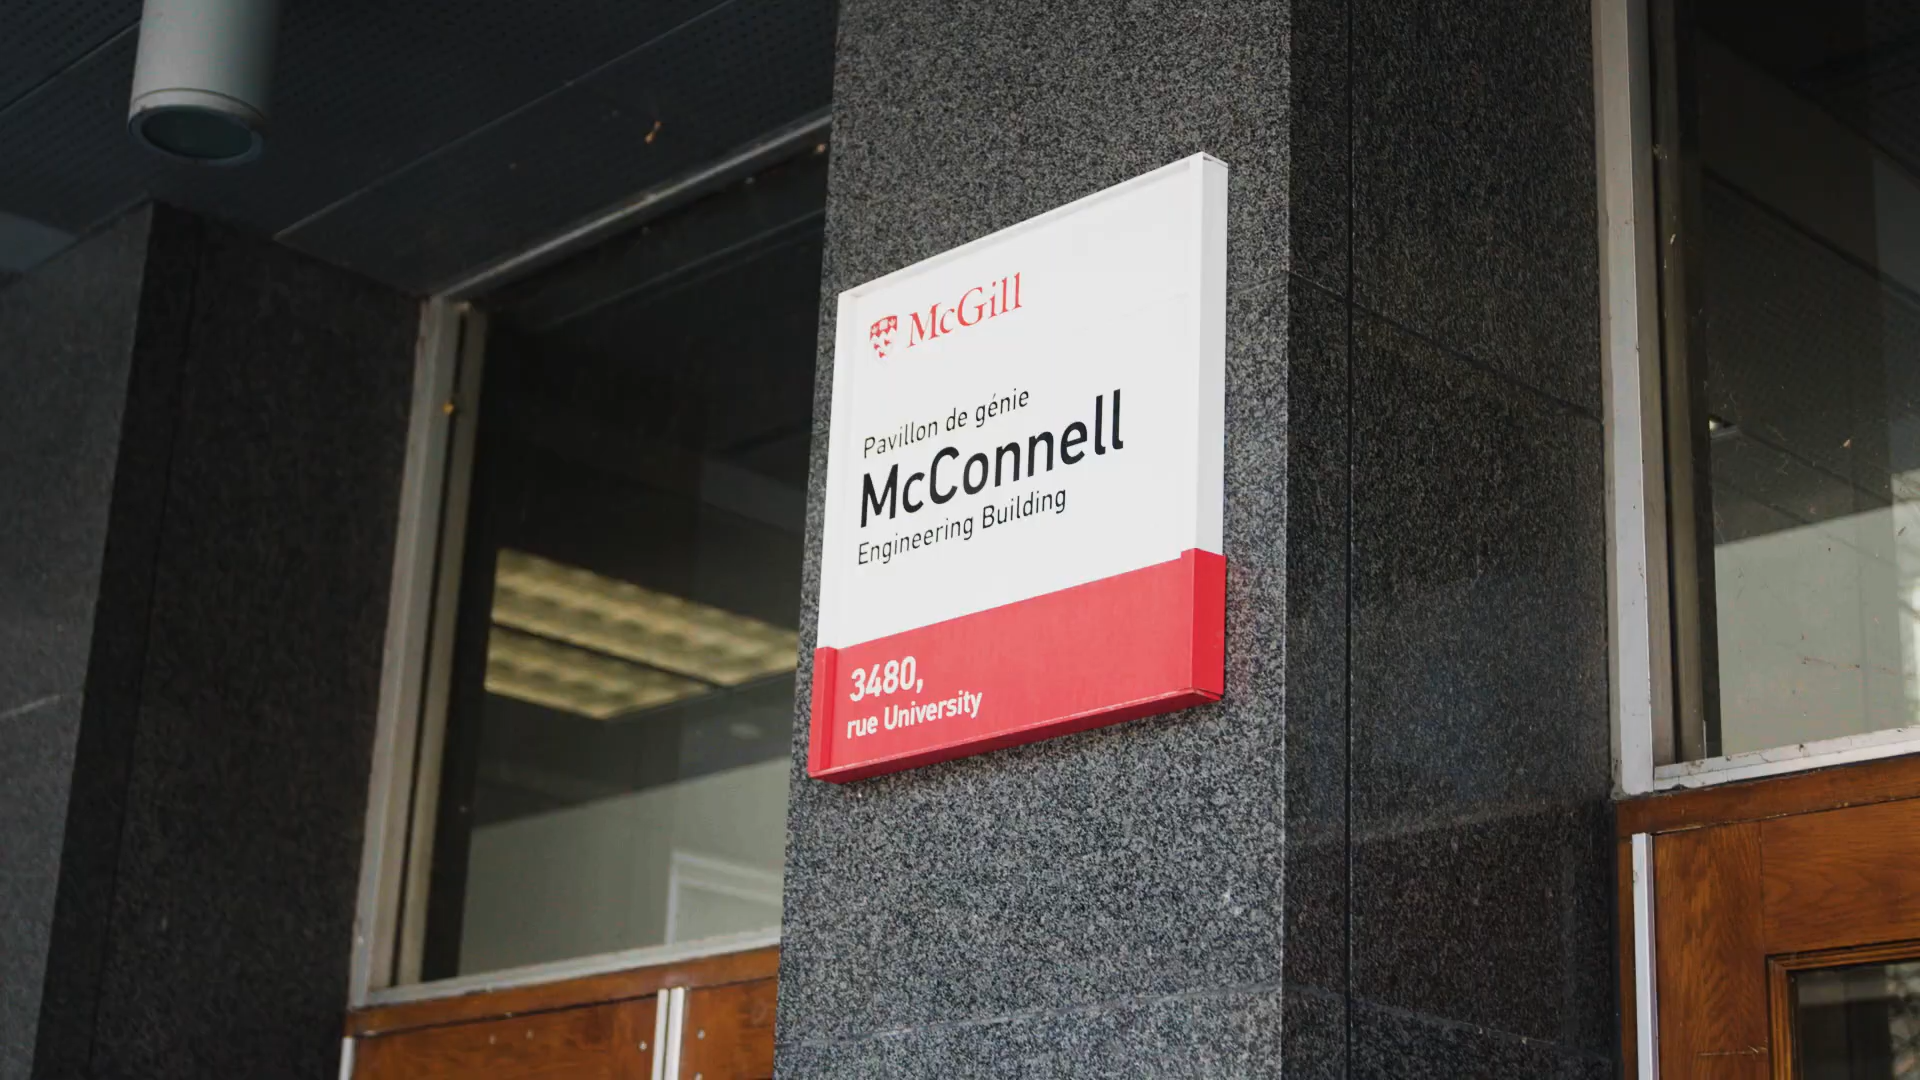 McGill
Pavillon de génie
McConnell
Engineering Building
3480,
rue University